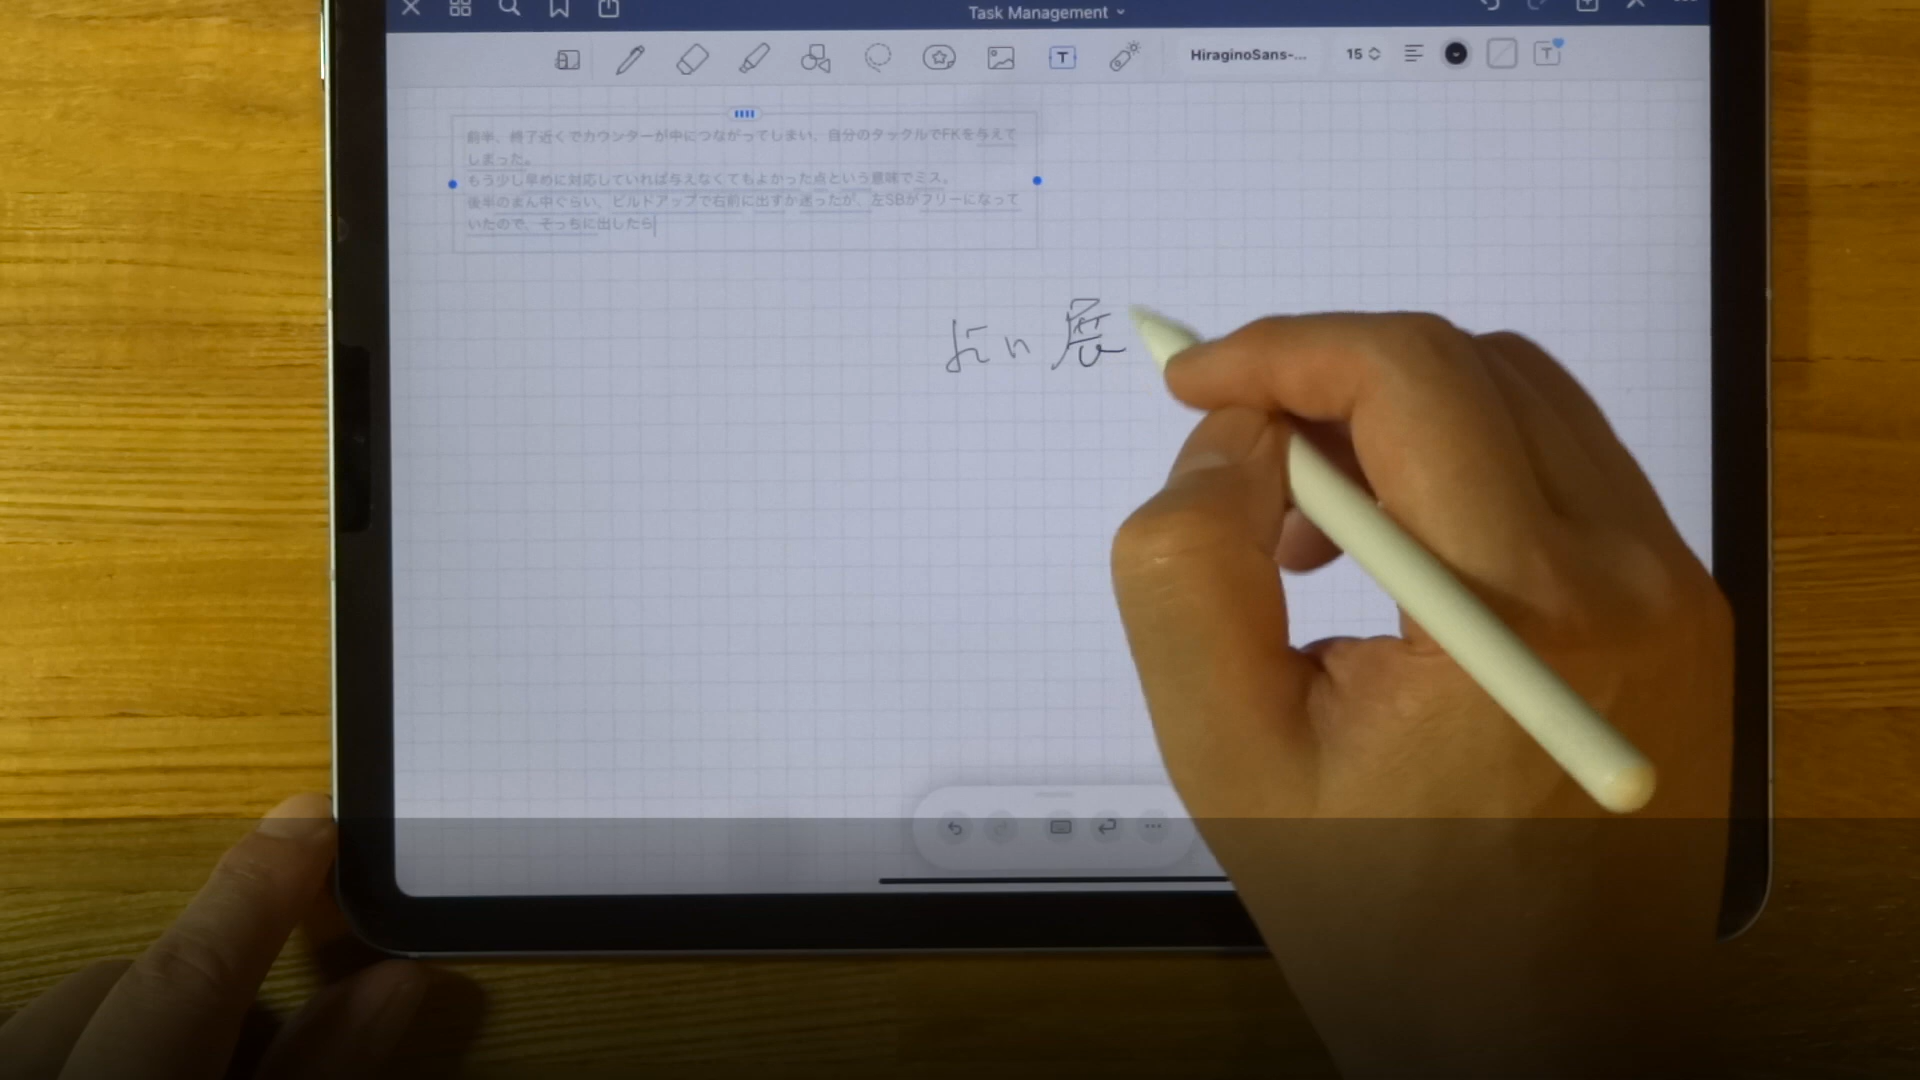 Task Management
HiraginoSans-... 15
前半、終了近くでカウンターが中につながってしまい、自分のタックルでFKを与えて
しまった。
もう少し早めに対応していれば与えなくてもよかった点という意味でミス。
後半のまん中ぐらい、ビルドアップで右前に出すか迷ったが、左SBがフリーになって
いたので、そっちに出したら
よい展